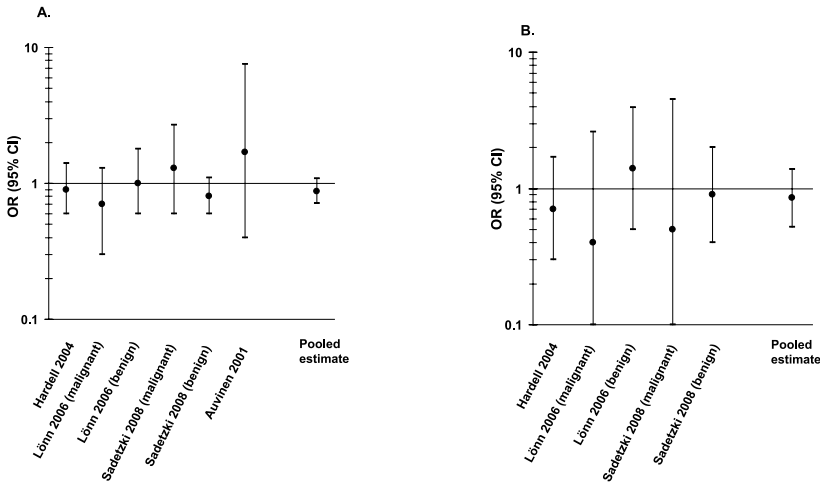 A.
10
1
0.1
OR (95% CI)
Hardell 2004
Lönn 2006 (malignant)
Lönn 2006 (benign)
Sadetzki 2008 (malignant)
Sadetzki 2008 (benign)
Auvinen 2001
Pooled
estimate
B.
10
1
0.1
OR (95% CI)
Hardell 2004
Lönn 2006 (malignant)
Lönn 2006 (benign)
Sadetzki 2008 (malignant)
Sadetzki 2008 (benign)
Pooled
estimate